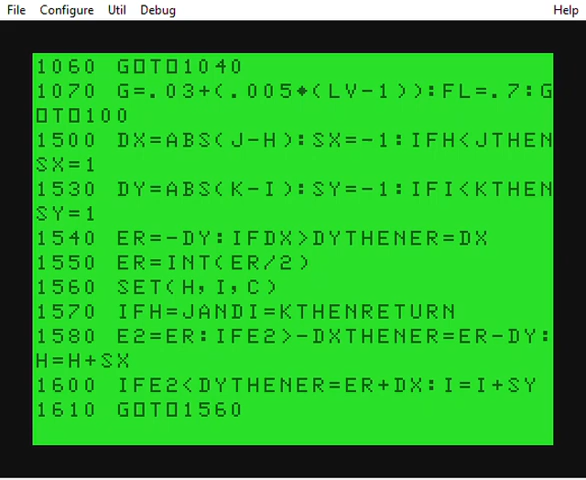 File Configure Util Debug Help
1060 GOTO1040
1070 G=.03+(.005*(LV-1)):FL=.7:G
OTO100
1500 DX=ABS(J-H):SX=-1:IFH<JTHEN
SX=1
1530 DY=ABS(K-I):SY=-1:IFI<KTHEN
SY=1
1540 ER=-DY:IFDX>DYTHENER=DX
1550 ER=INT(ER/2)
1560 SET(H,I,C)
1570 IFH=JANDI=KTHENRETURN
1580 E2=ER:IFE2>-DXTHENER=ER-DY:
H=H+SX
1600 IFE2<DYTHENER=ER+DX:I=I+SY
1610 GOTO1560